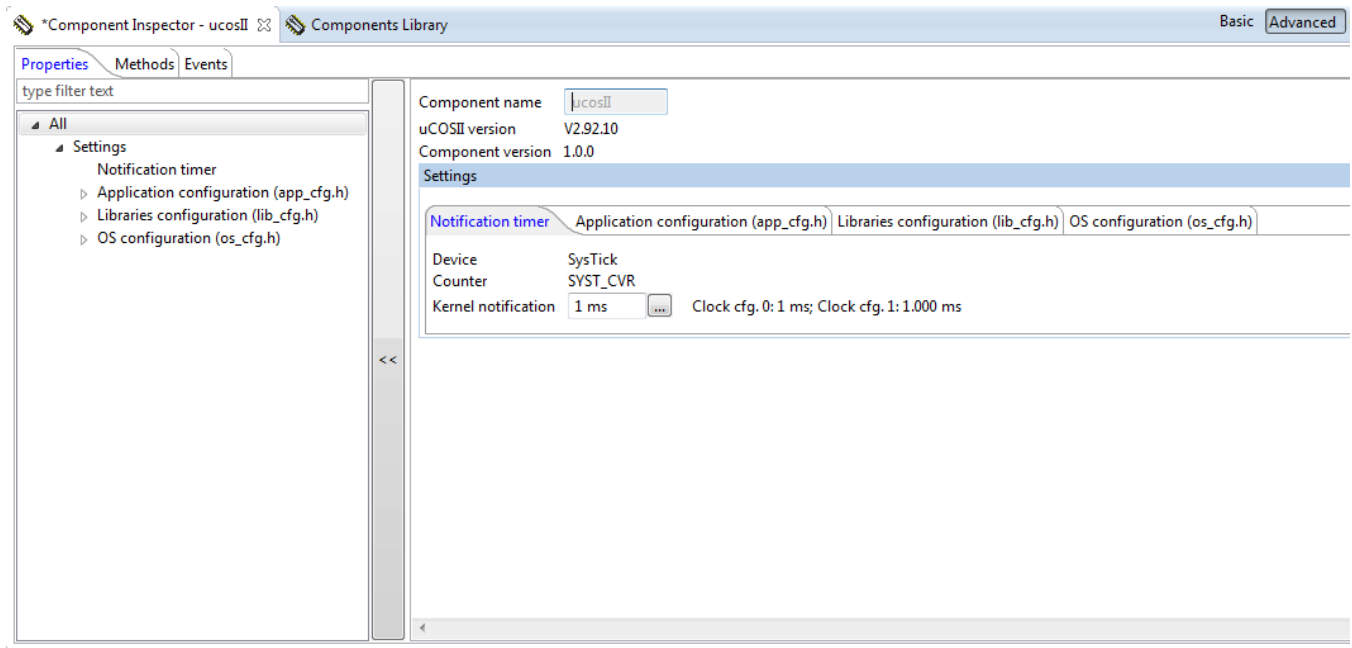 *Component Inspector - ucosII Components Library Basic Advanced
Properties Methods Events
type filter text
All
Settings
Notification timer
Application configuration (app_cfg.h)
Libraries configuration (lib_cfg.h)
OS configuration (os_cfg.h)
<<
Component name ucosII
uCOSII version V2.92.10
Component version 1.0.0
Settings
Notification timer Application configuration (app_cfg.h) Libraries configuration (lib_cfg.h) OS configuration (os_cfg.h)
Device SysTick
Counter SYST_CVR
Kernel notification 1 ms ... Clock cfg. 0: 1 ms; Clock cfg. 1: 1.000 ms